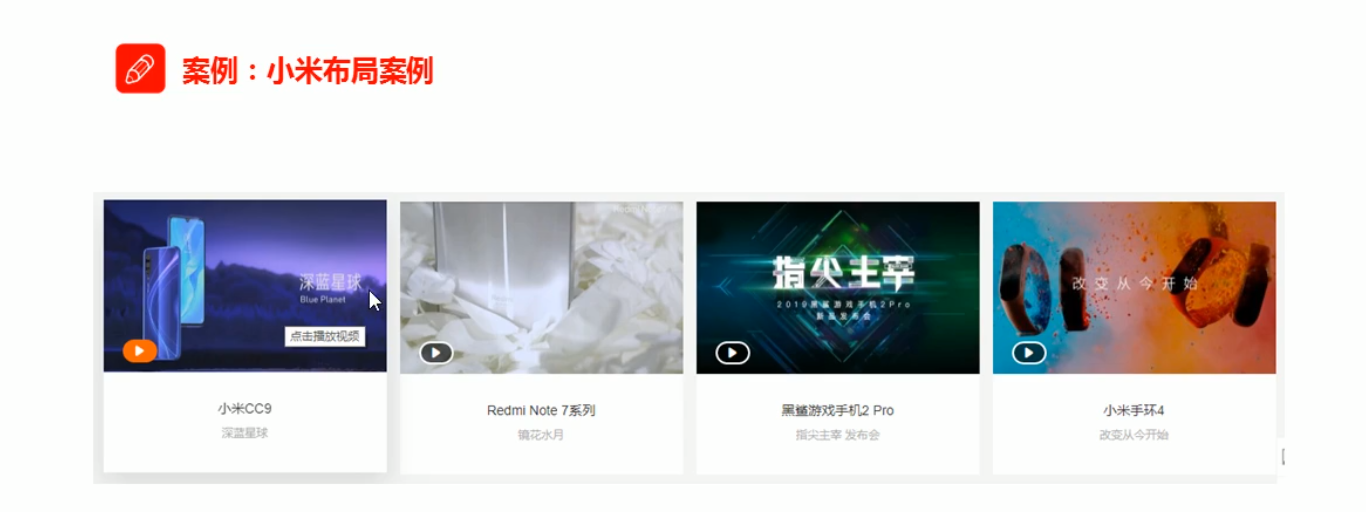 案例：小米布局案例
深蓝星球
Blue Planet
点击播放视频
指尖主宰
2019黑鲨游戏手机2Pro
新品发布会
改变从今开始
小米CC9
深蓝星球
Redmi Note 7系列
镜花水月
黑鲨游戏手机2 Pro
指尖主宰 发布会
小米手环4
改变从今开始